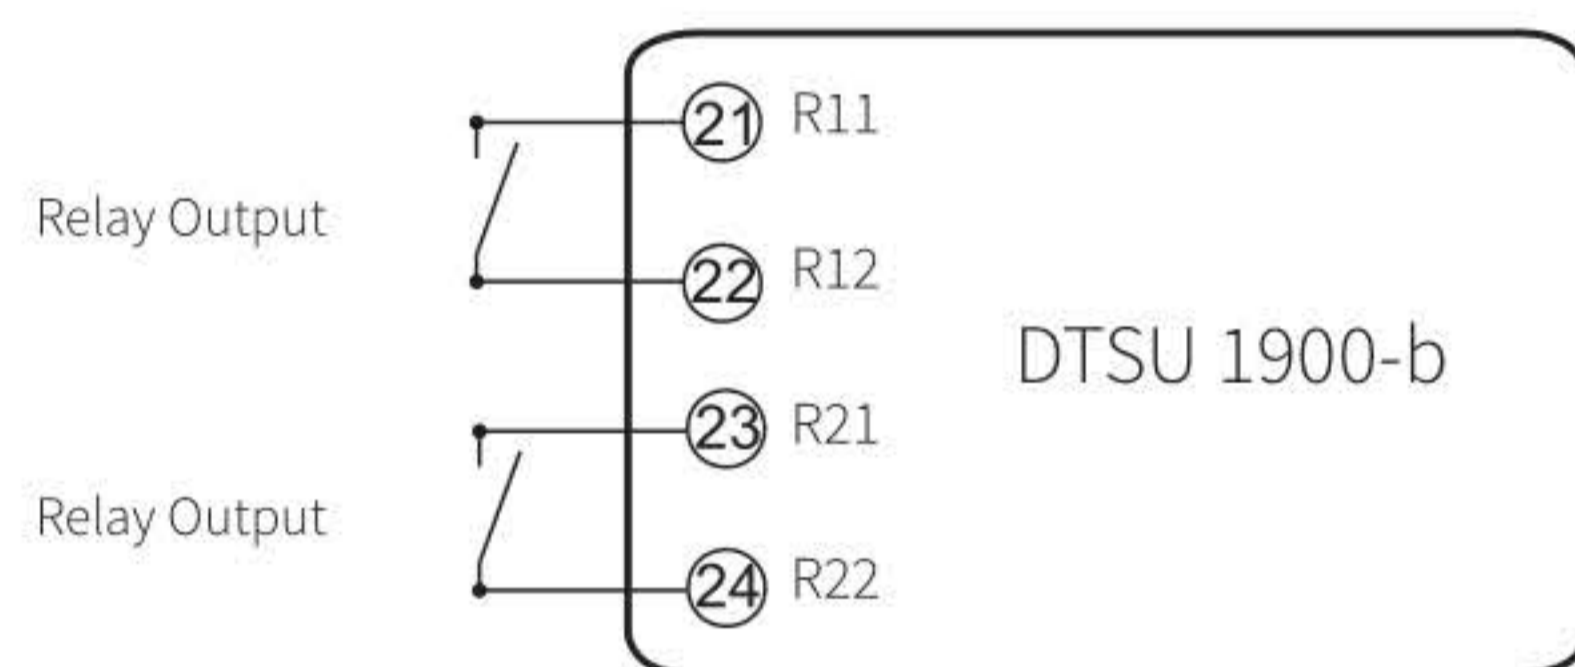 21 R11
Relay Output
22 R12
DTSU 1900-b
23 R21
Relay Output
24 R22